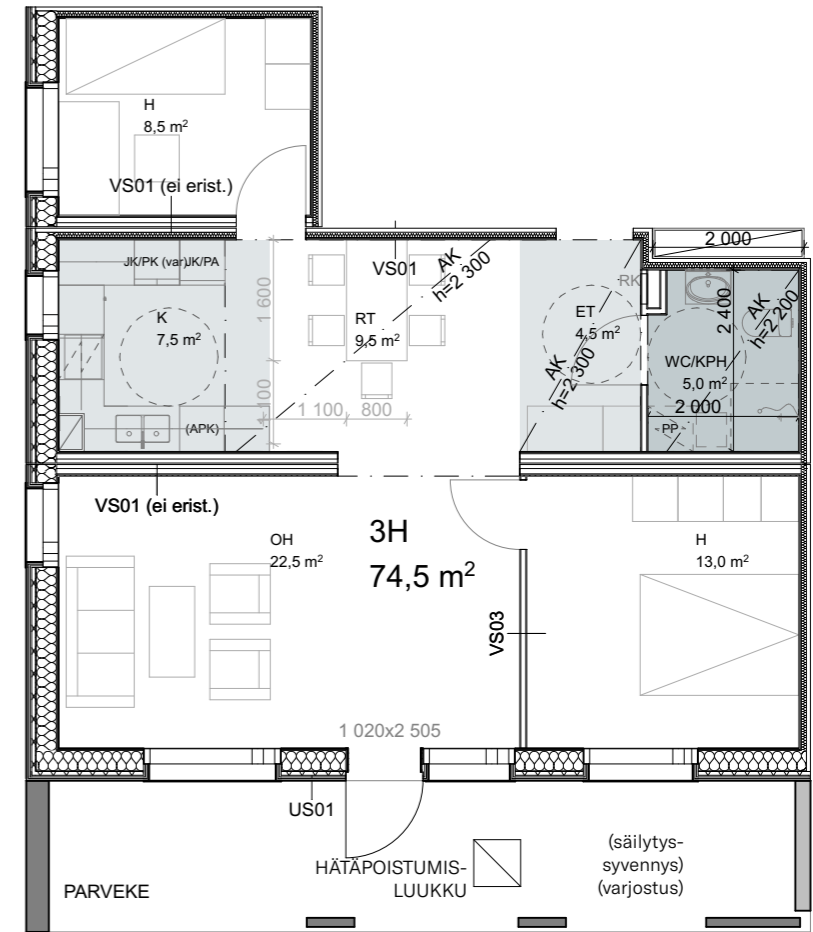 H
8,5 m²
VS01 (ei erist.)
2 000
JK/PK (var)JK/PA
VS01
AK
h=2 300
RK
K
7,5 m²
1 600
RT
9,5 m²
ET
4,5 m²
AK
h=2 300
2 400
AK
h=2 200
WC/KPH
5,0 m²
2 000
1 100
1 100
800
(APK)
PP
VS01 (ei erist.)
OH
22,5 m²
3H
74,5 m²
H
13,0 m²
VS03
1 020x2 505
US01
PARVEKE
HÄTÄPOISTUMIS-
LUUKKU
(säilytys-
syvennys)
(varjostus)